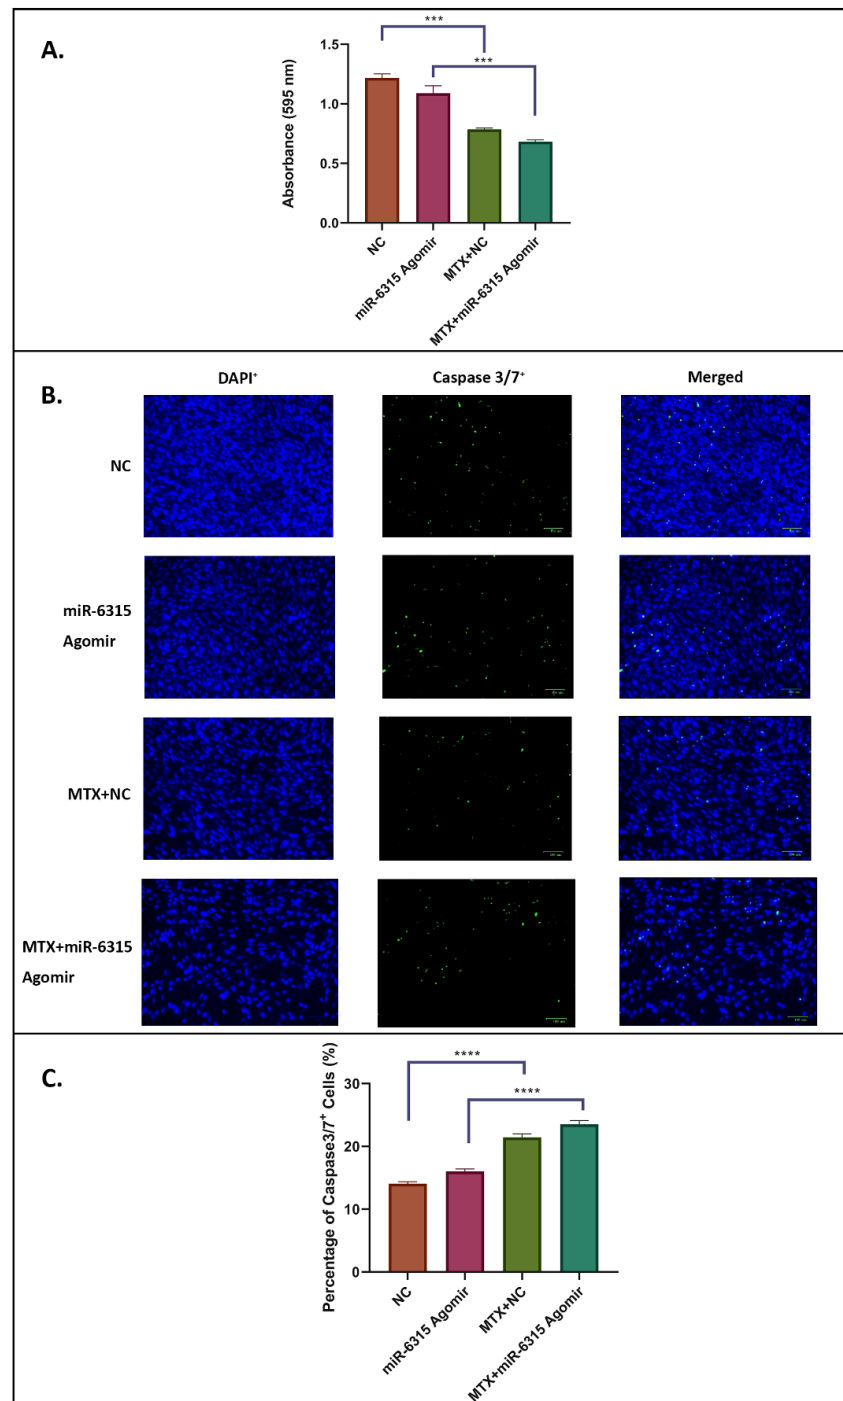 A.
***
***
1.5
1.0
0.5
0.0
Absorbance (595 nm)
NC
miR-6315 Agomir
MTX+NC
MTX+miR-6315 Agomir
B.
DAPI⁺
Caspase 3/7⁺
Merged
NC
miR-6315
Agomir
MTX+NC
MTX+miR-6315
Agomir
C.
****
****
30
20
10
0
Percentage of Caspase3/7⁺ Cells (%)
NC
miR-6315 Agomir
MTX+NC
MTX+miR-6315 Agomir